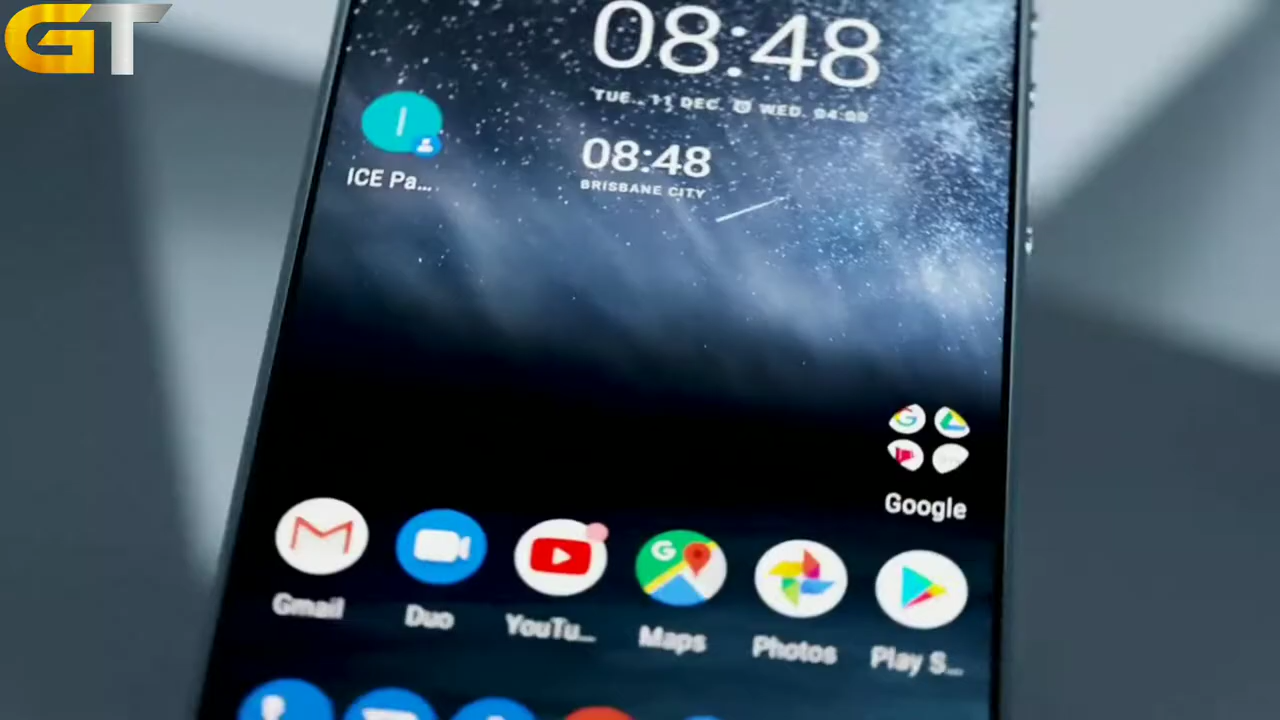 GT
08:48
TUE., 11 DEC. WED. 04:00
I
08:48
ICE Pa...
BRISBANE CITY
Google
Gmail
Duo
YouTu...
Maps
Photos
Play S...